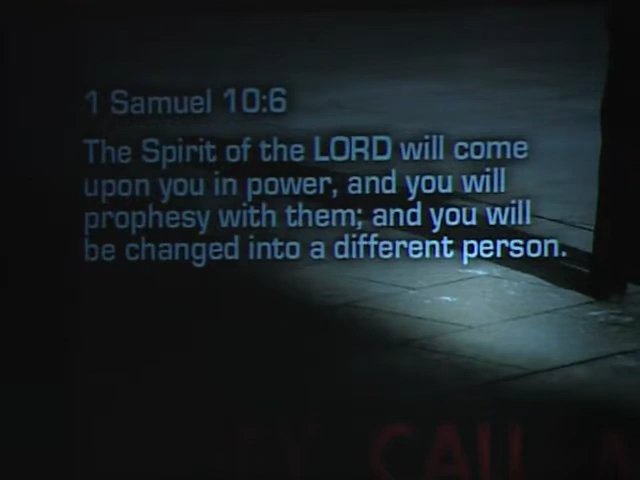 1 Samuel 10:6
The Spirit of the LORD will come
upon you in power, and you will
prophesy with them; and you will
be changed into a different person.
CALL